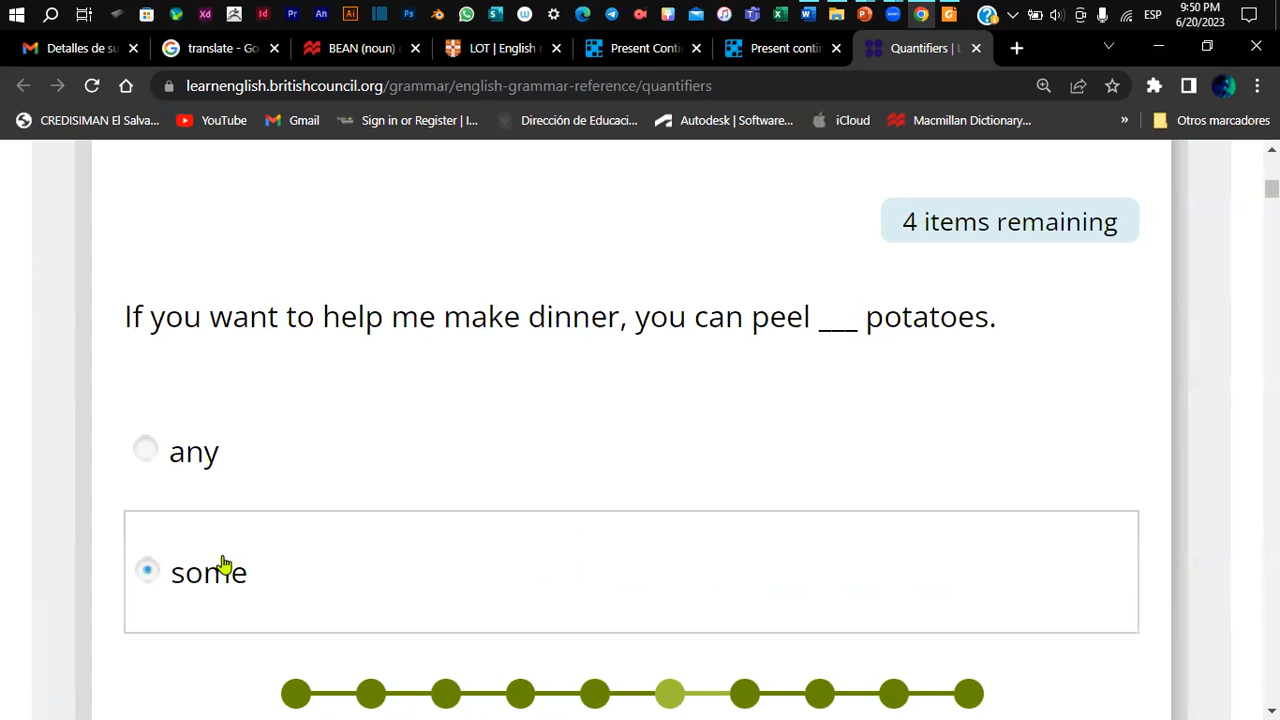 9:50 PM
ESP
6/20/2023
Detalles de su
translate - Go
BEAN (noun)
LOT | English
Present Conti
Present conti
Quantifiers |
learnenglish.britishcouncil.org/grammar/english-grammar-reference/quantifiers
CREDISIMAN El Salva...
YouTube
Gmail
Sign in or Register | I...
Dirección de Educaci...
Autodesk | Software...
iCloud
Macmillan Dictionary...
»
Otros marcadores
4 items remaining
If you want to help me make dinner, you can peel ___ potatoes.
any
some